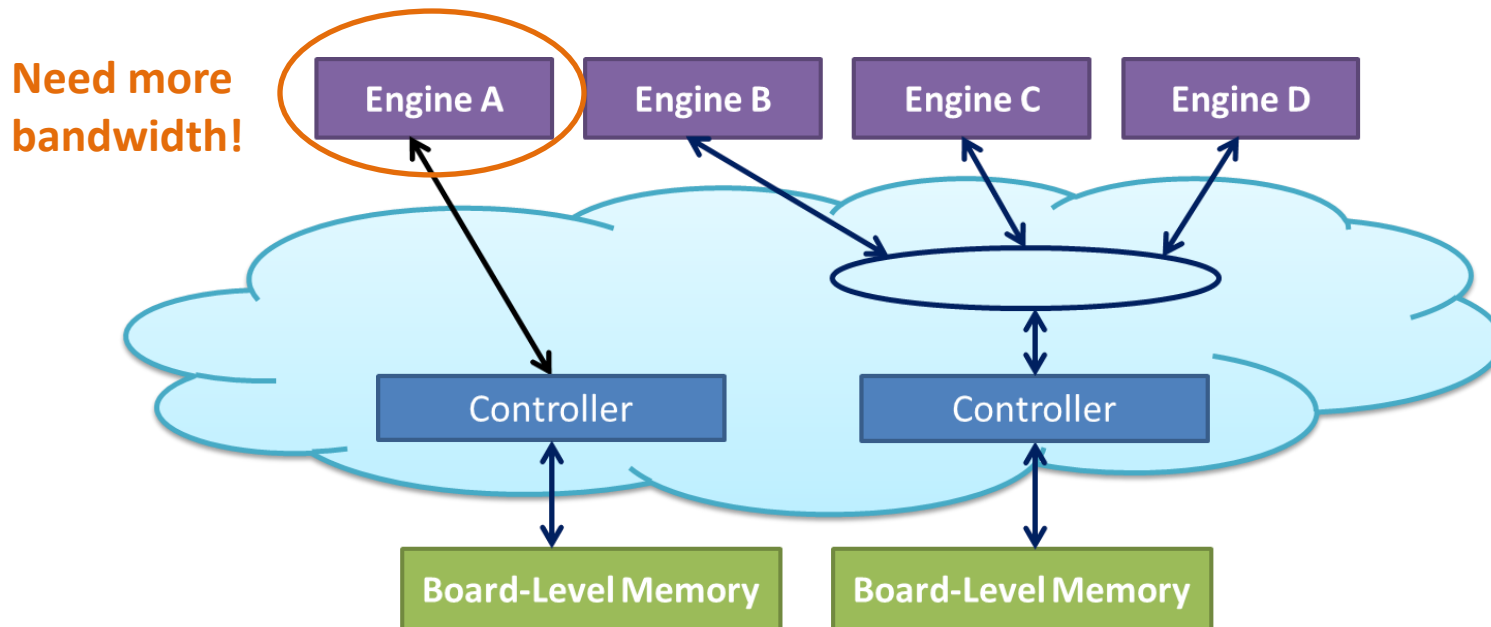 Need more
bandwidth!
Engine A
Engine B
Engine C
Engine D
Controller
Controller
Board-Level Memory
Board-Level Memory